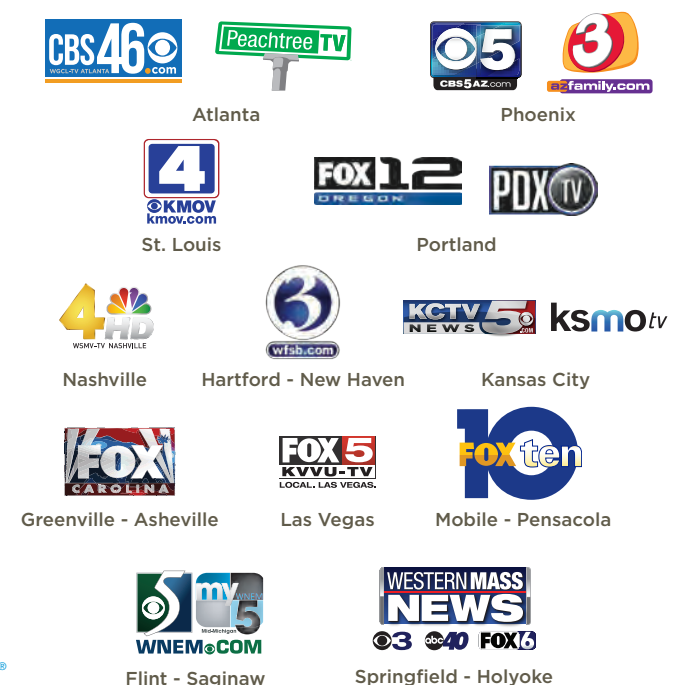 CBS46
WGCL-TV ATLANTA .com
Peachtree TV
Atlanta
5
CBS5AZ.com
3
azfamily.com
Phoenix
4
KMOV
kmov.com
St. Louis
FOX 12
OREGON
PDX TV
Portland
4 HD
WSMV-TV NASHVILLE
Nashville
3
wfsb.com
Hartford - New Haven
KCTV 5
NEWS .COM
ksmo tv
Kansas City
FOX
CAROLINA
Greenville - Asheville
FOX 5
KVVU-TV
LOCAL. LAS VEGAS.
Las Vegas
10
FOX ten
Mobile - Pensacola
5
my WNEM
5
Mid-Michigan
WNEM.COM
Flint - Saginaw
WESTERN MASS
NEWS
3 abc40 FOX6
Springfield - Holyoke
®